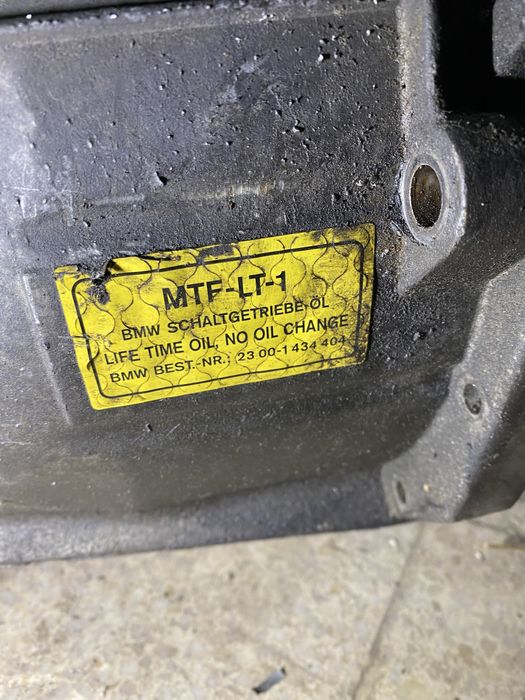 MTF-LT-1
BMW SCHALTGETRIEBE-ÖL
LIFE TIME OIL, NO OIL CHANGE
BMW BEST.-NR.: 23 00-1 434 404